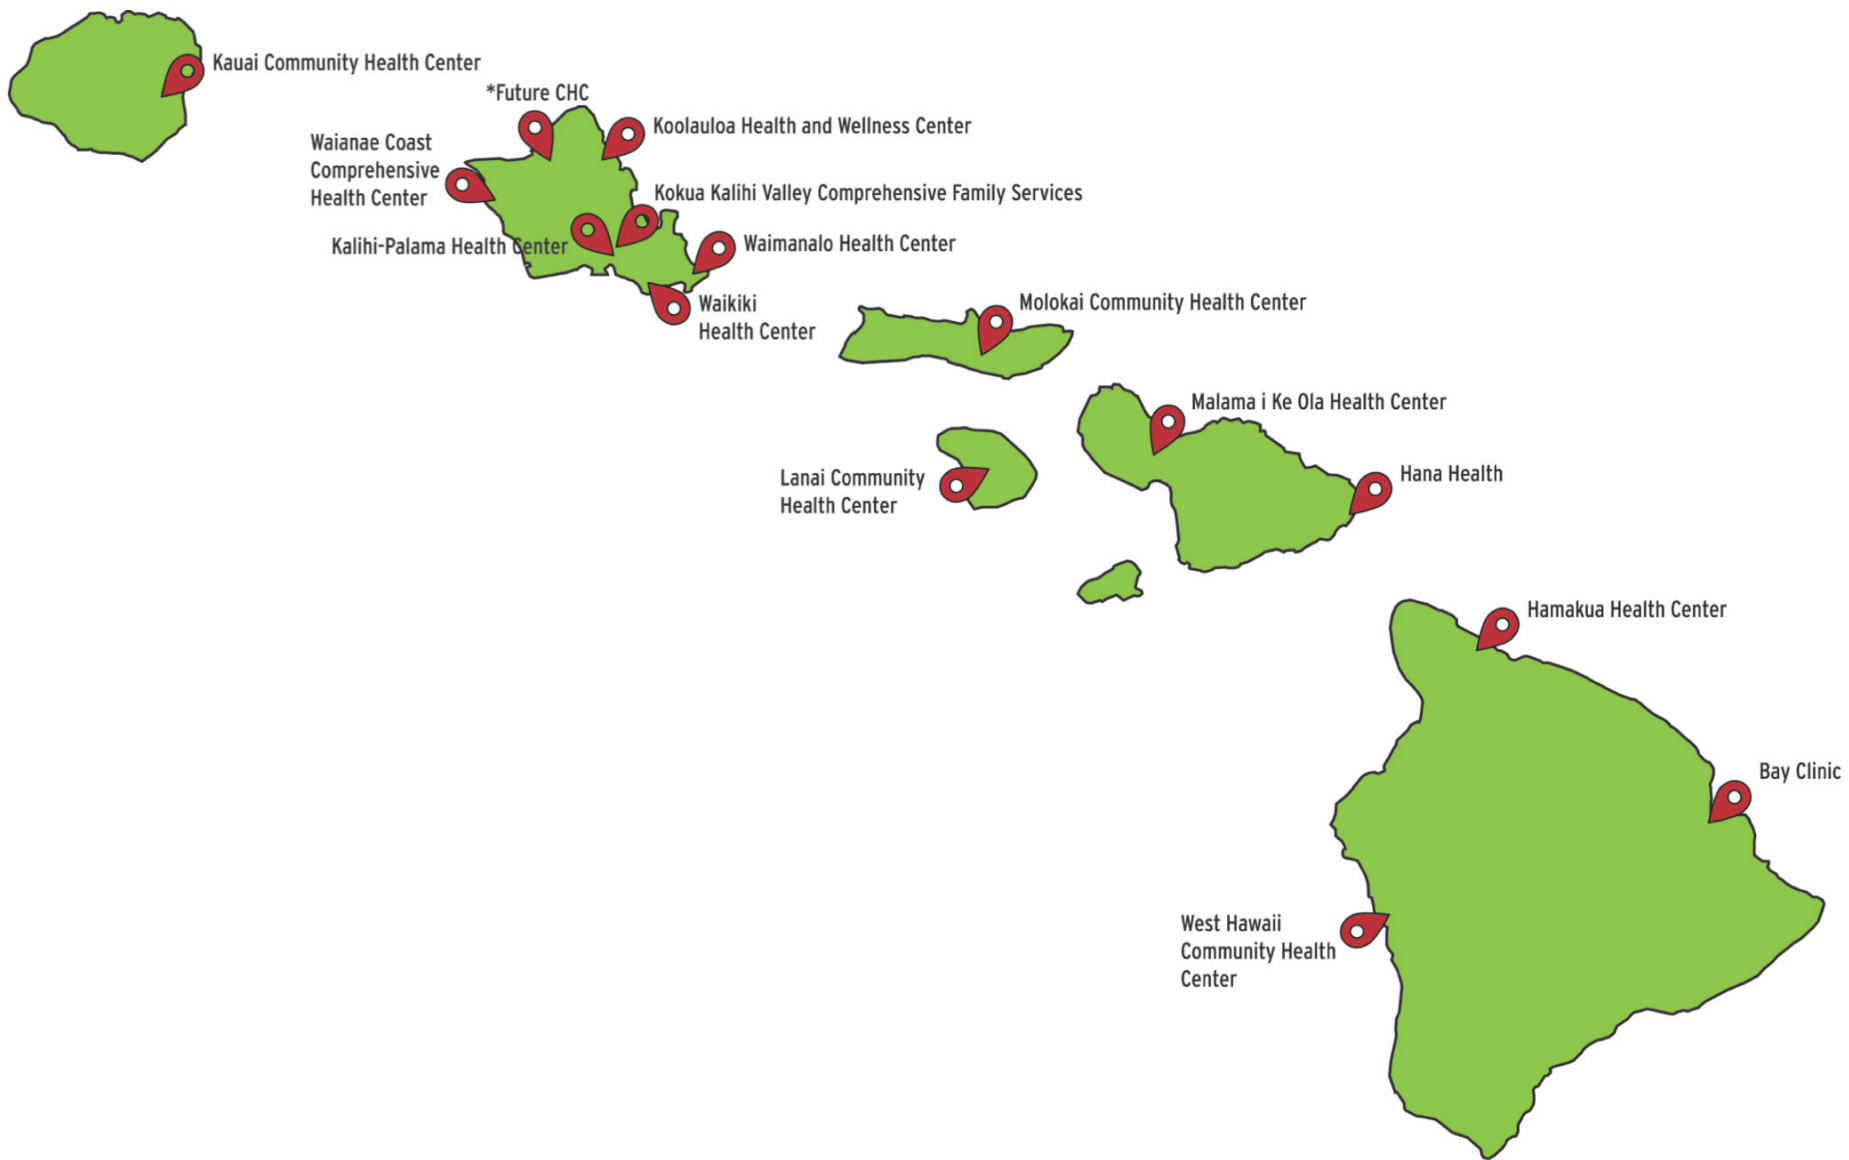 Kauai Community Health Center
*Future CHC
Koolauloa Health and Wellness Center
Waianae Coast
Comprehensive
Health Center
Kokua Kalihi Valley Comprehensive Family Services
Kalihi-Palama Health Center
Waimanalo Health Center
Waikiki
Health Center
Molokai Community Health Center
Malama i Ke Ola Health Center
Lanai Community
Health Center
Hana Health
Hamakua Health Center
Bay Clinic
West Hawaii
Community Health
Center